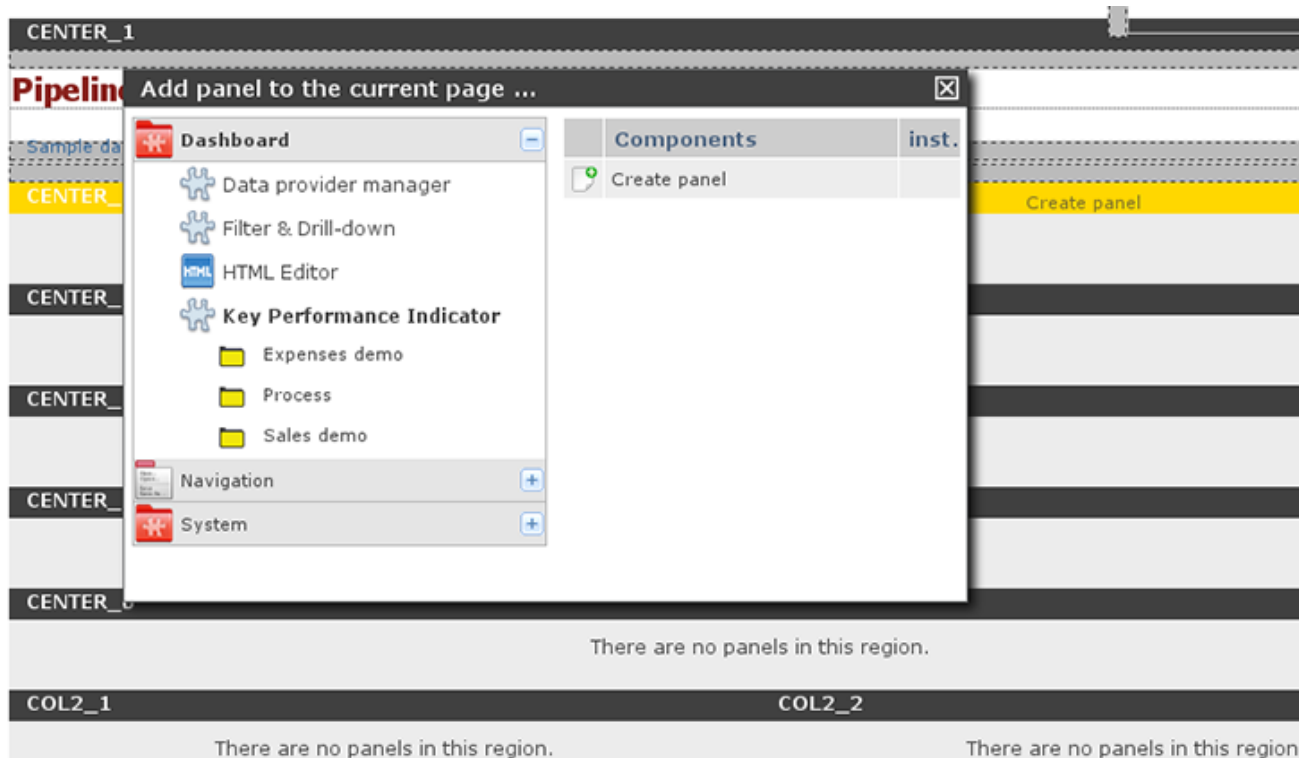 CENTER_1
Pipelin
Add panel to the current page ...
Sample da
Dashboard
Components
inst.
Data provider manager
Create panel
CENTER_
Create panel
Filter & Drill-down
HTML
HTML Editor
CENTER_
Key Performance Indicator
Expenses demo
Process
CENTER_
Sales demo
Navigation
CENTER_
System
CENTER_
There are no panels in this region.
COL2_1
COL2_2
There are no panels in this region.
There are no panels in this region